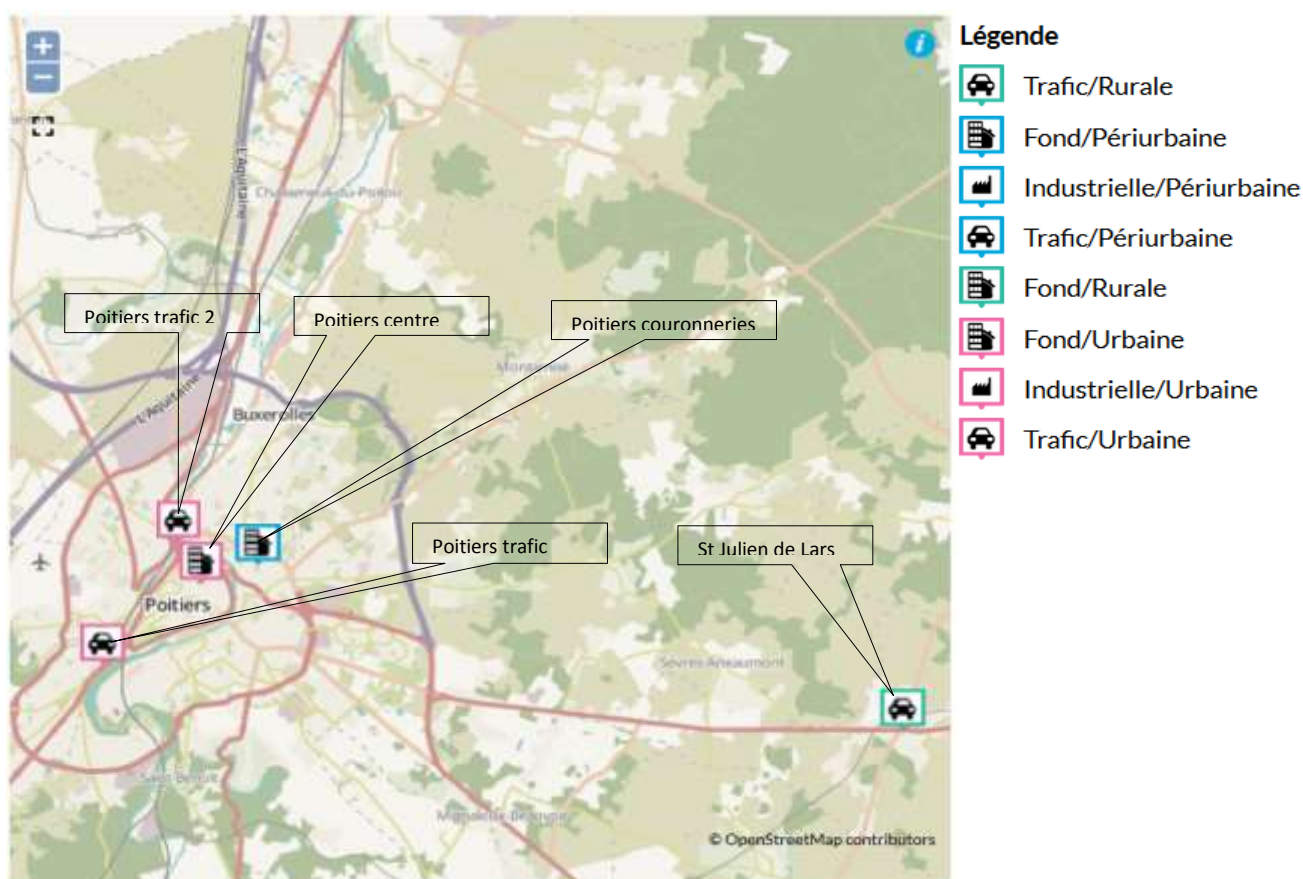 +
−
i
Légende
Trafic/Rurale
Fond/Périurbaine
Industrielle/Périurbaine
Trafic/Périurbaine
Fond/Rurale
Fond/Urbaine
Industrielle/Urbaine
Trafic/Urbaine
L'Aquitaine
Chasseneuil-du-Poitou
Poitiers trafic 2
Poitiers centre
Poitiers couronneries
Montamisé
L'Aquitaine
Buxerolles
Poitiers trafic
St Julien de Lars
Poitiers
Sèvres-Anxaumont
Saint-Benoît
Mignaloux-Beauvoir
© OpenStreetMap contributors